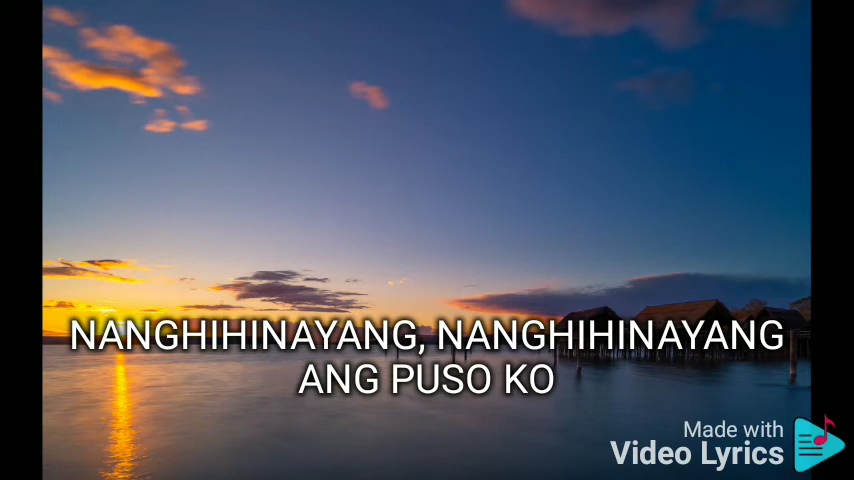 NANGHIHINAYANG, NANGHIHINAYANG
ANG PUSO KO
Made with
Video Lyrics